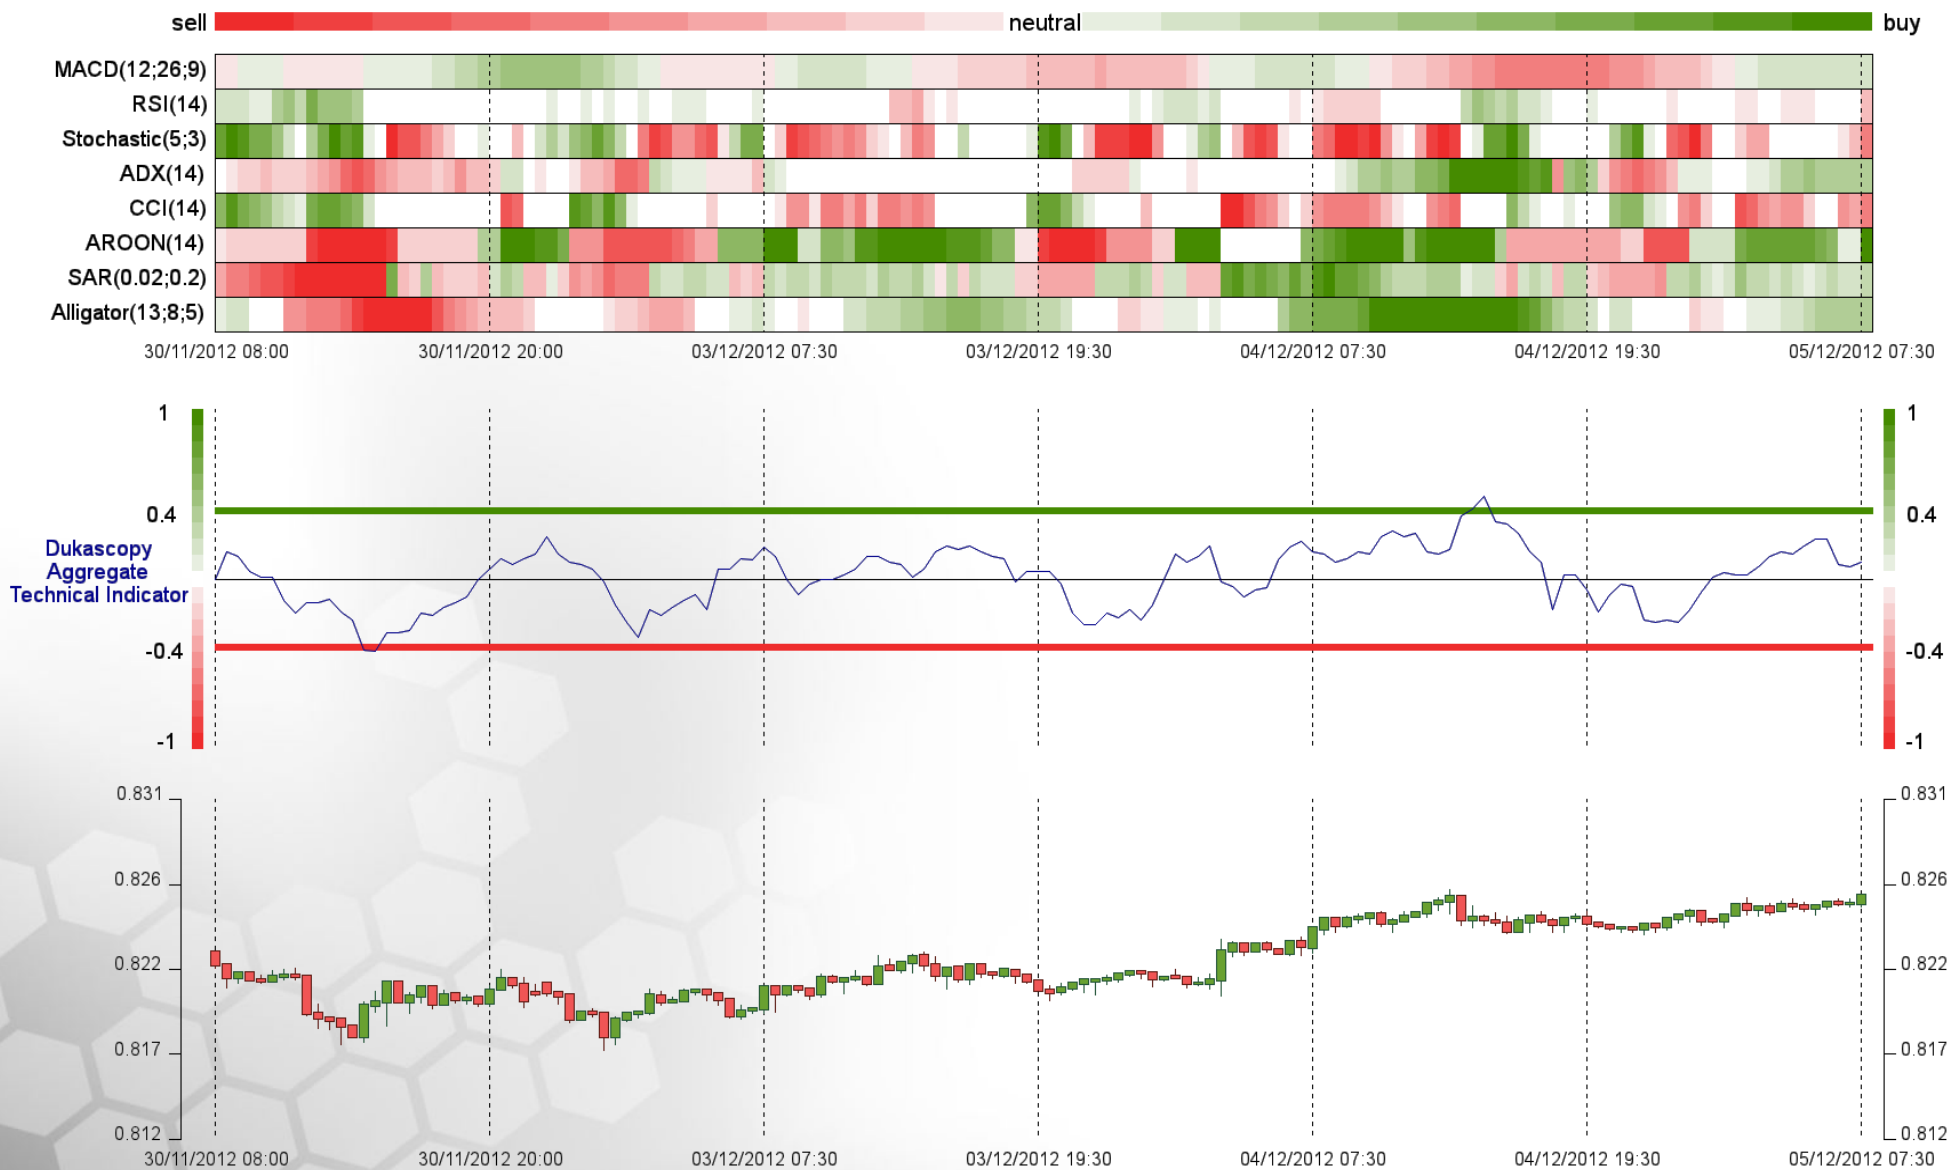 sell neutral buy
MACD(12;26;9)
RSI(14)
Stochastic(5;3)
ADX(14)
CCI(14)
AROON(14)
SAR(0.02;0.2)
Alligator(13;8;5)
30/11/2012 08:00 30/11/2012 20:00 03/12/2012 07:30 03/12/2012 19:30 04/12/2012 07:30 04/12/2012 19:30 05/12/2012 07:30
1 1
0.4 0.4
Dukascopy
Aggregate
Technical Indicator
-0.4 -0.4
-1 -1
0.831 0.831
0.826 0.826
0.822 0.822
0.817 0.817
0.812 0.812
30/11/2012 08:00 30/11/2012 20:00 03/12/2012 07:30 03/12/2012 19:30 04/12/2012 07:30 04/12/2012 19:30 05/12/2012 07:30